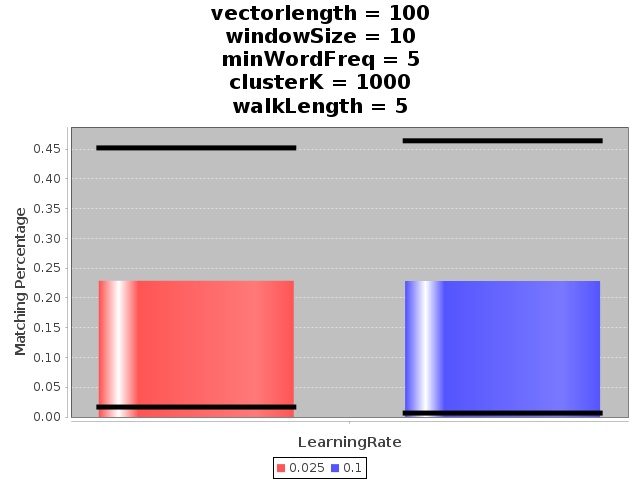 vectorlength = 100
windowSize = 10
minWordFreq = 5
clusterK = 1000
walkLength = 5
Matching Percentage
0.45
0.40
0.35
0.30
0.25
0.20
0.15
0.10
0.05
0.00
LearningRate
0.025 0.1